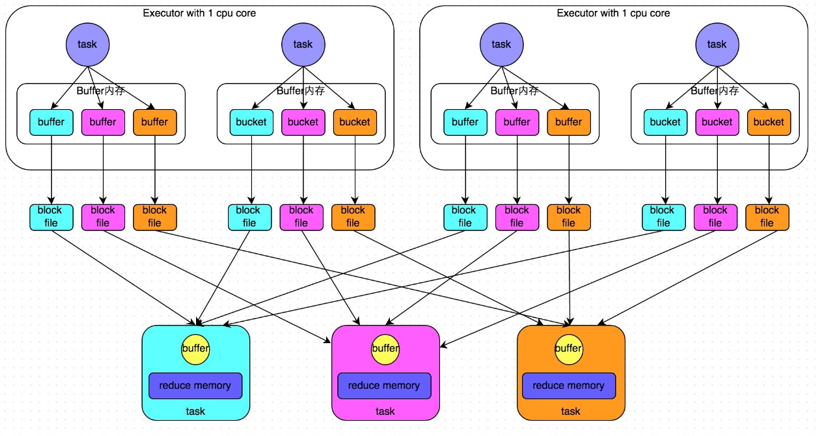 Executor with 1 cpu core
Executor with 1 cpu core
task
task
task
task
Buffer内存
Buffer内存
Buffer内存
Buffer内存
buffer
buffer
buffer
bucket
bucket
bucket
buffer
buffer
buffer
bucket
bucket
bucket
block
file
block
file
block
file
block
file
block
file
block
file
block
file
block
file
block
file
block
file
block
file
block
file
buffer
reduce memory
task
buffer
reduce memory
task
buffer
reduce memory
task